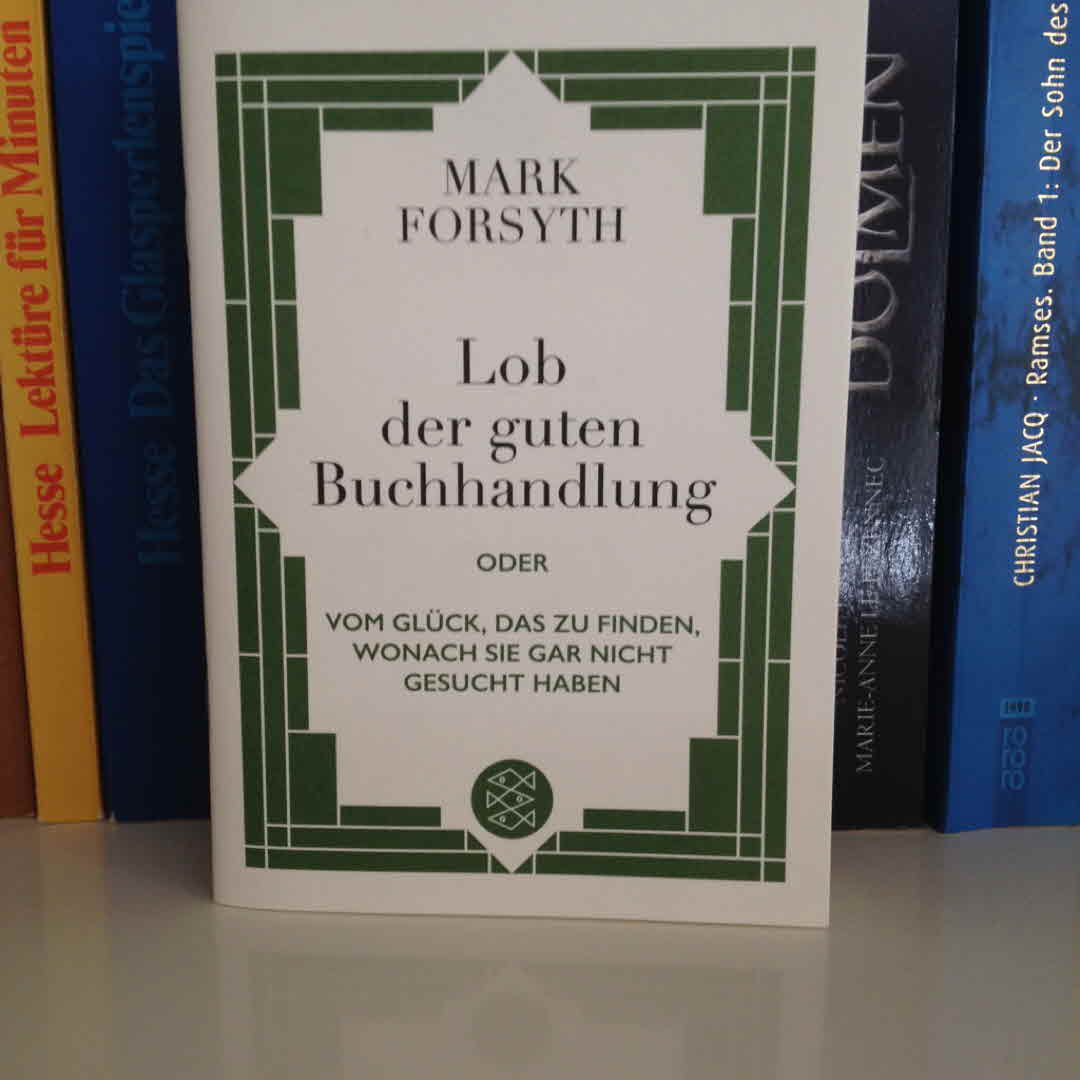 Hesse Lektüre für Minuten
Hesse Das Glasperlenspie
MARK
FORSYTH
Lob
der guten
Buchhandlung
ODER
VOM GLÜCK, DAS ZU FINDEN,
WONACH SIE GAR NICHT
GESUCHT HABEN
DOLMEN
MARIE-ANNE LE PEZENNEC
CHRISTIAN JACQ · Ramses. Band 1: Der Sohn des